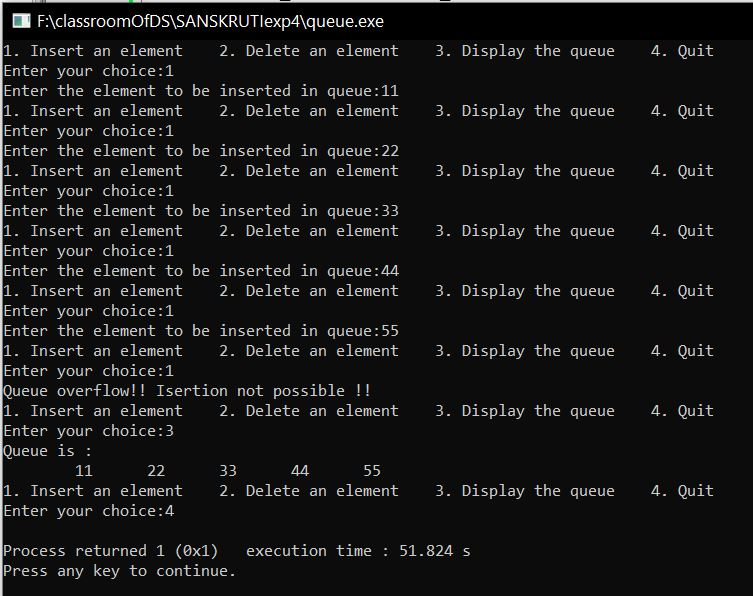 F:\classroomOfDS\SANSKRUTIexp4\queue.exe
1. Insert an element    2. Delete an element    3. Display the queue    4. Quit
Enter your choice:1
Enter the element to be inserted in queue:11
1. Insert an element    2. Delete an element    3. Display the queue    4. Quit
Enter your choice:1
Enter the element to be inserted in queue:22
1. Insert an element    2. Delete an element    3. Display the queue    4. Quit
Enter your choice:1
Enter the element to be inserted in queue:33
1. Insert an element    2. Delete an element    3. Display the queue    4. Quit
Enter your choice:1
Enter the element to be inserted in queue:44
1. Insert an element    2. Delete an element    3. Display the queue    4. Quit
Enter your choice:1
Enter the element to be inserted in queue:55
1. Insert an element    2. Delete an element    3. Display the queue    4. Quit
Enter your choice:1
Queue overflow!! Isertion not possible !!
1. Insert an element    2. Delete an element    3. Display the queue    4. Quit
Enter your choice:3
Queue is :
        11      22      33      44      55
1. Insert an element    2. Delete an element    3. Display the queue    4. Quit
Enter your choice:4
Process returned 1 (0x1)   execution time : 51.824 s
Press any key to continue.